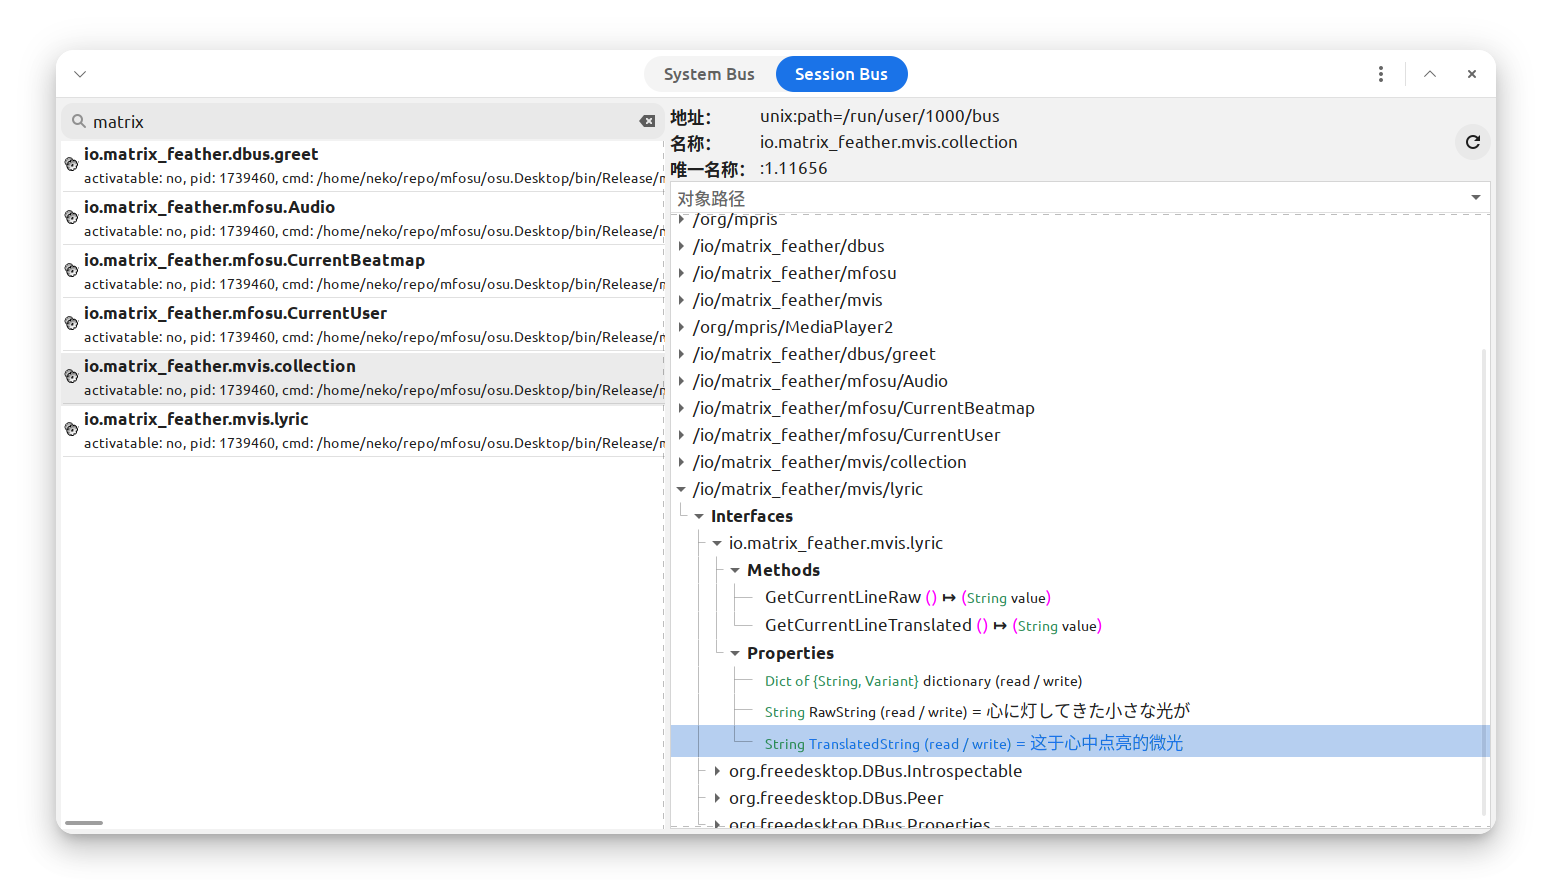 System Bus
Session Bus
matrix
io.matrix_feather.dbus.greet
activatable: no, pid: 1739460, cmd: /home/neko/repo/mfosu/osu.Desktop/bin/Release/
io.matrix_feather.mfosu.Audio
activatable: no, pid: 1739460, cmd: /home/neko/repo/mfosu/osu.Desktop/bin/Release/
io.matrix_feather.mfosu.CurrentBeatmap
activatable: no, pid: 1739460, cmd: /home/neko/repo/mfosu/osu.Desktop/bin/Release/
io.matrix_feather.mfosu.CurrentUser
activatable: no, pid: 1739460, cmd: /home/neko/repo/mfosu/osu.Desktop/bin/Release/
io.matrix_feather.mvis.collection
activatable: no, pid: 1739460, cmd: /home/neko/repo/mfosu/osu.Desktop/bin/Release/
io.matrix_feather.mvis.lyric
activatable: no, pid: 1739460, cmd: /home/neko/repo/mfosu/osu.Desktop/bin/Release/
地址： unix:path=/run/user/1000/bus
名称： io.matrix_feather.mvis.collection
唯一名称： :1.11656
对象路径
/org/mpris
/io/matrix_feather/dbus
/io/matrix_feather/mfosu
/io/matrix_feather/mvis
/org/mpris/MediaPlayer2
/io/matrix_feather/dbus/greet
/io/matrix_feather/mfosu/Audio
/io/matrix_feather/mfosu/CurrentBeatmap
/io/matrix_feather/mfosu/CurrentUser
/io/matrix_feather/mvis/collection
/io/matrix_feather/mvis/lyric
Interfaces
io.matrix_feather.mvis.lyric
Methods
GetCurrentLineRaw () ↦ (String value)
GetCurrentLineTranslated () ↦ (String value)
Properties
Dict of {String, Variant} dictionary (read / write)
String RawString (read / write) = 心に灯してきた小さな光が
String TranslatedString (read / write) = 这于心中点亮的微光
org.freedesktop.DBus.Introspectable
org.freedesktop.DBus.Peer
org.freedesktop.DBus.Properties